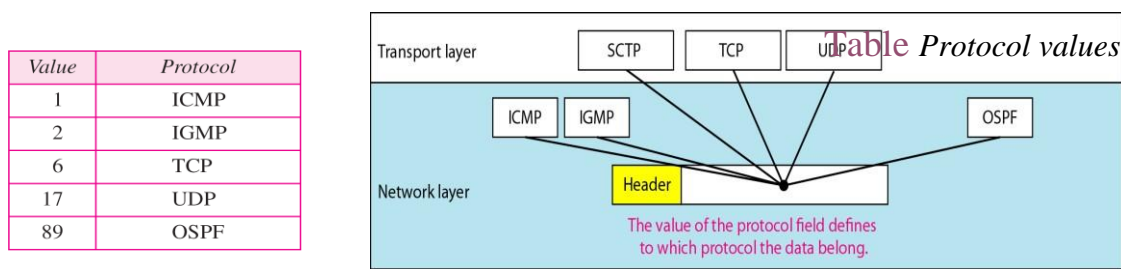 Value Protocol
1 ICMP
2 IGMP
6 TCP
17 UDP
89 OSPF
Table Protocol values
Transport layer SCTP TCP UDP
ICMP IGMP OSPF
Network layer Header
The value of the protocol field defines
to which protocol the data belong.